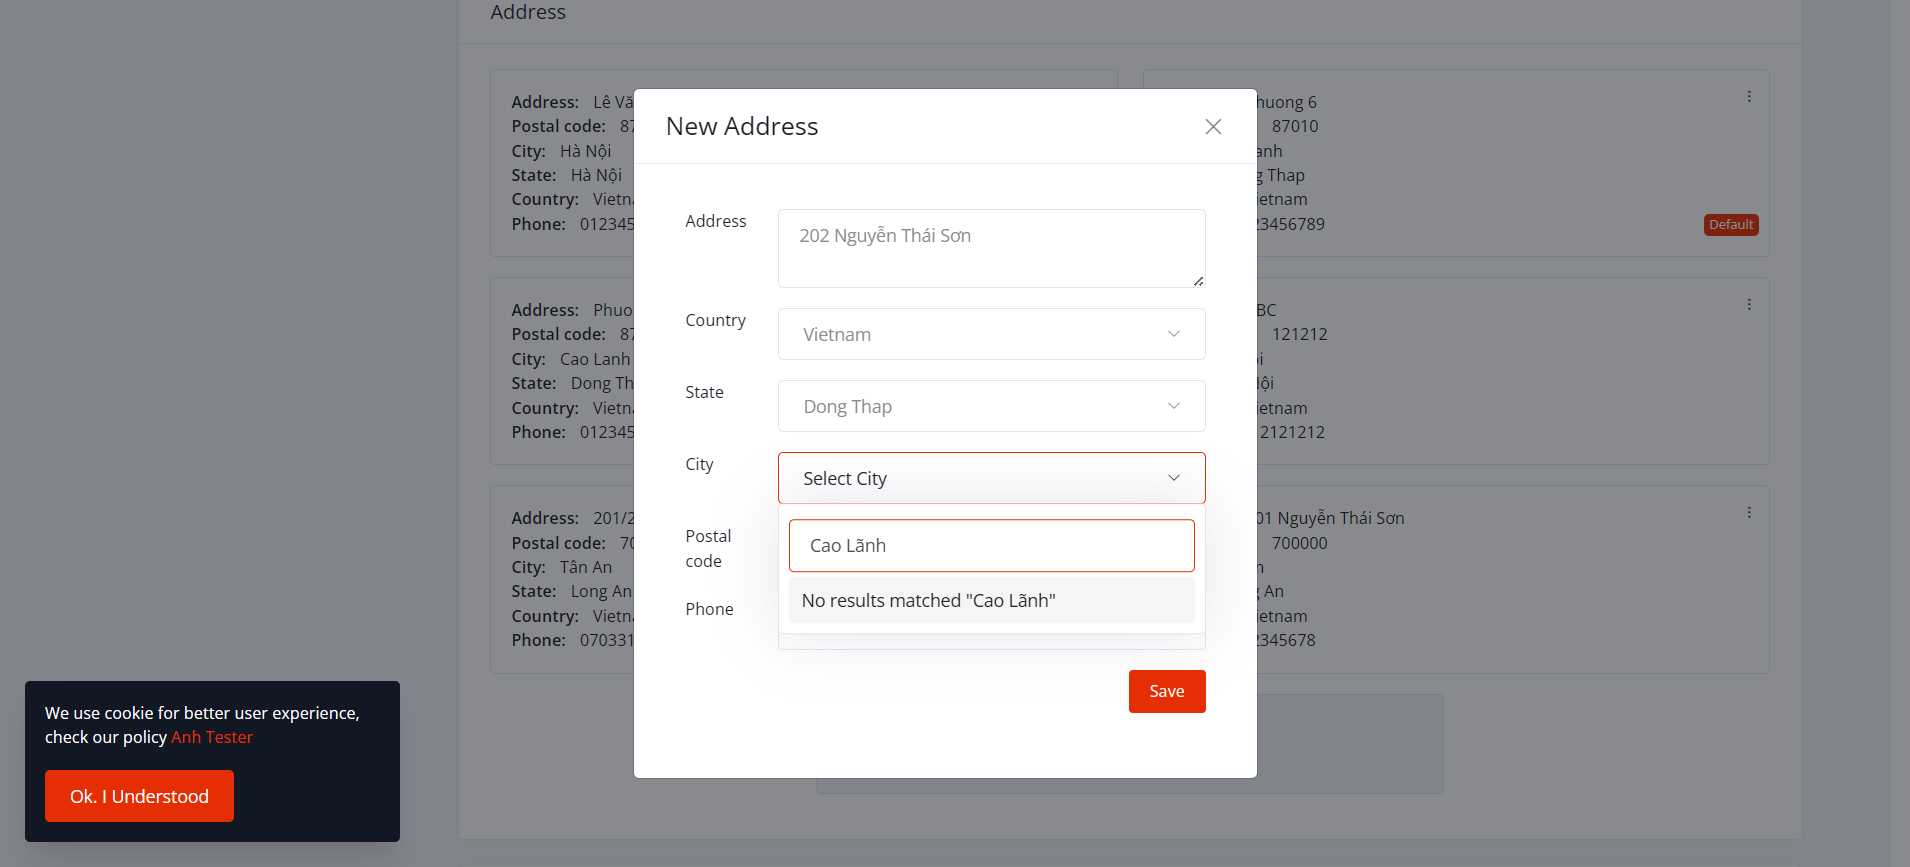 Address
Address: Lê Vă
Postal code: 87
City: Hà Nội
State: Hà Nội
Country: Vietn
Phone: 012345
huong 6
87010
anh
Thap
ietnam
23456789
Default
Address: Phuo
Postal code: 87
City: Cao Lanh
State: Dong Th
Country: Vietn
Phone: 012345
BC
121212
ội
ietnam
2121212
Address: 201/2
Postal code: 70
City: Tân An
State: Long An
Country: Vietn
Phone: 070331
01 Nguyễn Thái Sơn
700000
An
ietnam
2345678
New Address
Address
202 Nguyễn Thái Sơn
Country
Vietnam
State
Dong Thap
City
Select City
Cao Lãnh
No results matched "Cao Lãnh"
Postal
code
Phone
Save
We use cookie for better user experience,
check our policy Anh Tester
Ok. I Understood